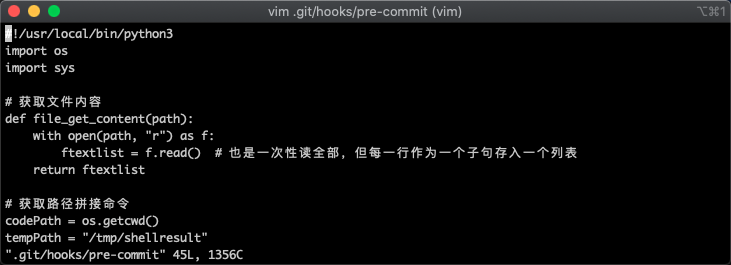 vim .git/hooks/pre-commit (vim)
⌥⌘1
#!/usr/local/bin/python3
import os
import sys
# 获取文件内容
def file_get_content(path):
    with open(path, "r") as f:
        ftextlist = f.read()  # 也是一次性读全部，但每一行作为一个子句存入一个列表
    return ftextlist
# 获取路径拼接命令
codePath = os.getcwd()
tempPath = "/tmp/shellresult"
".git/hooks/pre-commit" 45L, 1356C